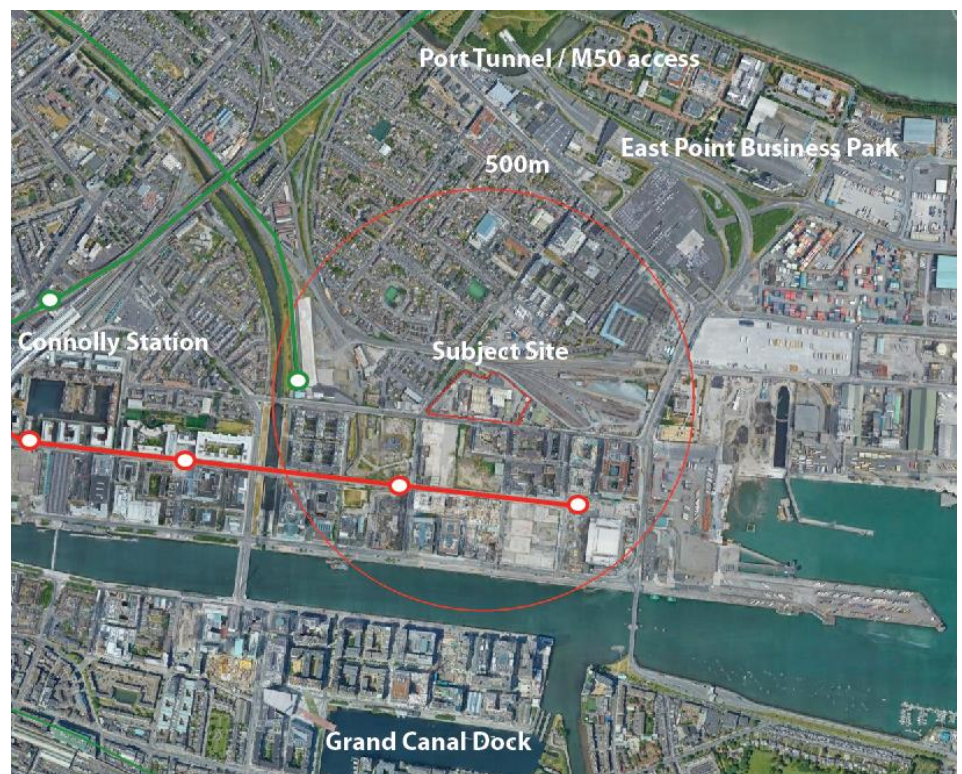 Port Tunnel / M50 access
East Point Business Park
500m
Connolly Station
Subject Site
Grand Canal Dock